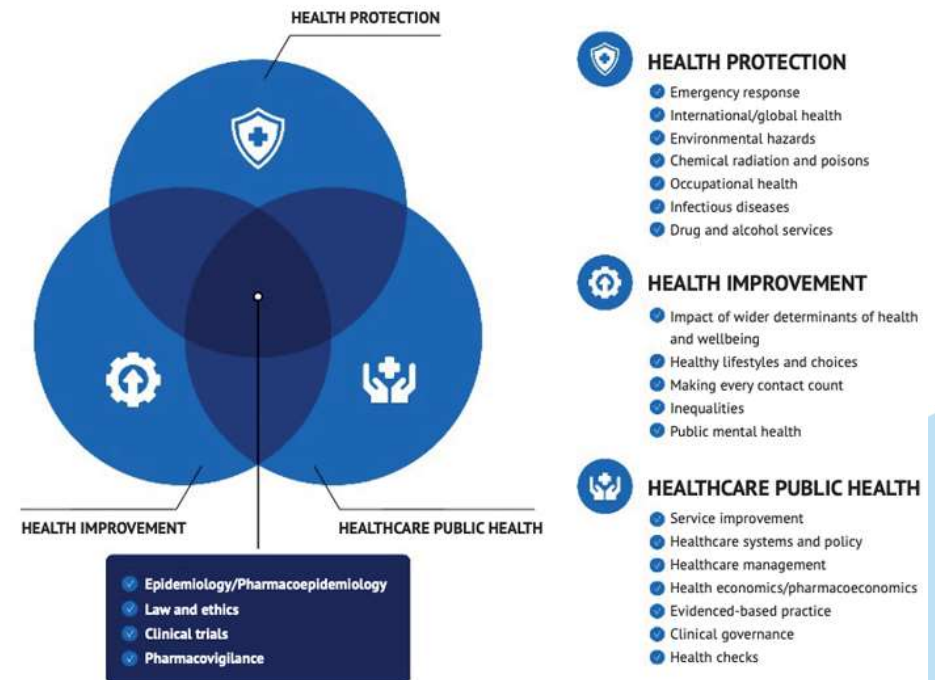 HEALTH PROTECTION
HEALTH IMPROVEMENT
HEALTHCARE PUBLIC HEALTH
Epidemiology/Pharmacoepidemiology
Law and ethics
Clinical trials
Pharmacovigilance
HEALTH PROTECTION
Emergency response
International/global health
Environmental hazards
Chemical radiation and poisons
Occupational health
Infectious diseases
Drug and alcohol services
HEALTH IMPROVEMENT
Impact of wider determinants of health
and wellbeing
Healthy lifestyles and choices
Making every contact count
Inequalities
Public mental health
HEALTHCARE PUBLIC HEALTH
Service improvement
Healthcare systems and policy
Healthcare management
Health economics/pharmacoeconomics
Evidenced-based practice
Clinical governance
Health checks